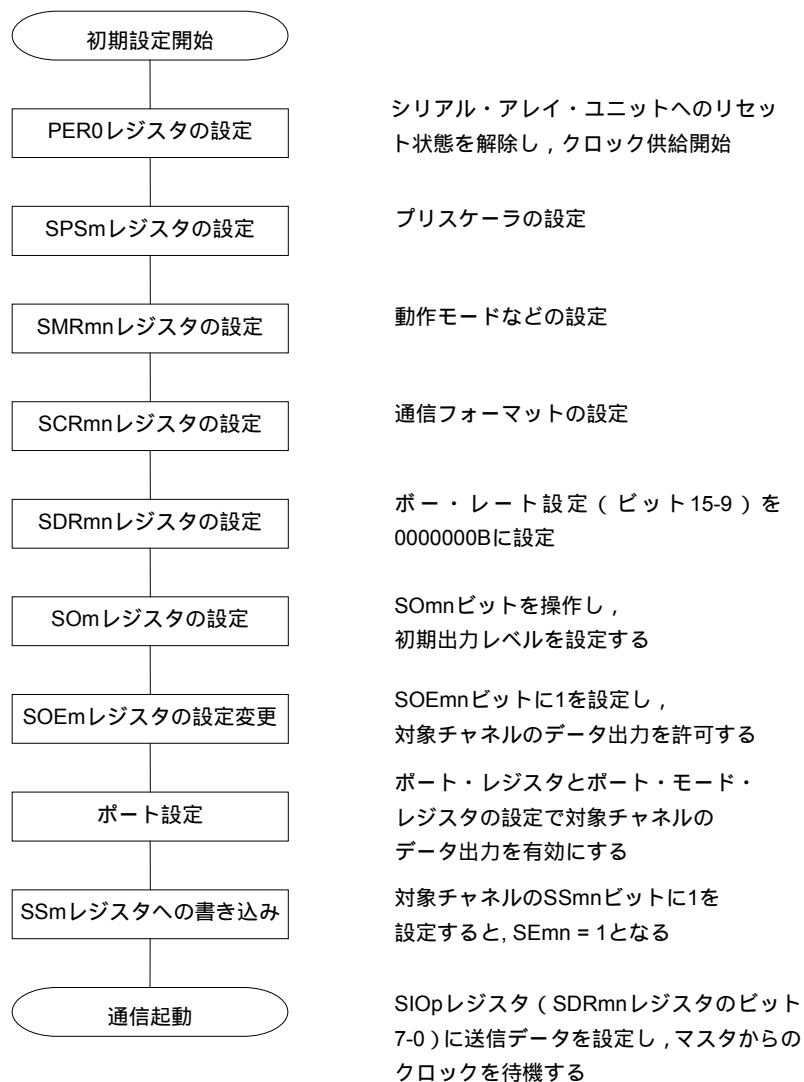 初期設定開始
PER0レジスタの設定
シリアル・アレイ・ユニットへのリセッ
ト状態を解除し，クロック供給開始
SPSmレジスタの設定
プリスケーラの設定
SMRmnレジスタの設定
動作モードなどの設定
SCRmnレジスタの設定
通信フォーマットの設定
SDRmnレジスタの設定
ボー・レート設定（ビット15-9）を
0000000Bに設定
SOmレジスタの設定
SOmnビットを操作し，
初期出力レベルを設定する
SOEmレジスタの設定変更
SOEmnビットに1を設定し，
対象チャネルのデータ出力を許可する
ポート設定
ポート・レジスタとポート・モード・
レジスタの設定で対象チャネルの
データ出力を有効にする
SSmレジスタへの書き込み
対象チャネルのSSmnビットに1を
設定すると, SEmn = 1となる
通信起動
SIOpレジスタ（SDRmnレジスタのビット
7-0）に送信データを設定し，マスタからの
クロックを待機する